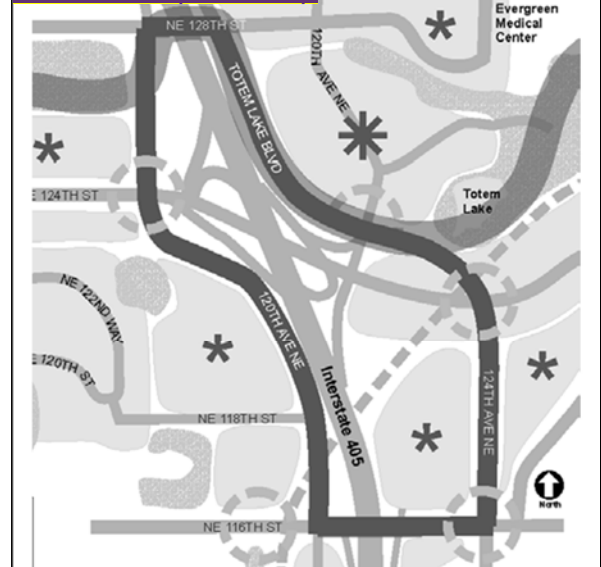 Evergreen
Medical
Center
NE 128TH ST
120TH AVE NE
TOTEM LAKE BLVD
E 124TH ST
Totem
Lake
NE 122ND WAY
120TH AVE NE
E 120TH ST
Interstate 405
124TH AVE NE
NE 118TH ST
North
NE 116TH ST